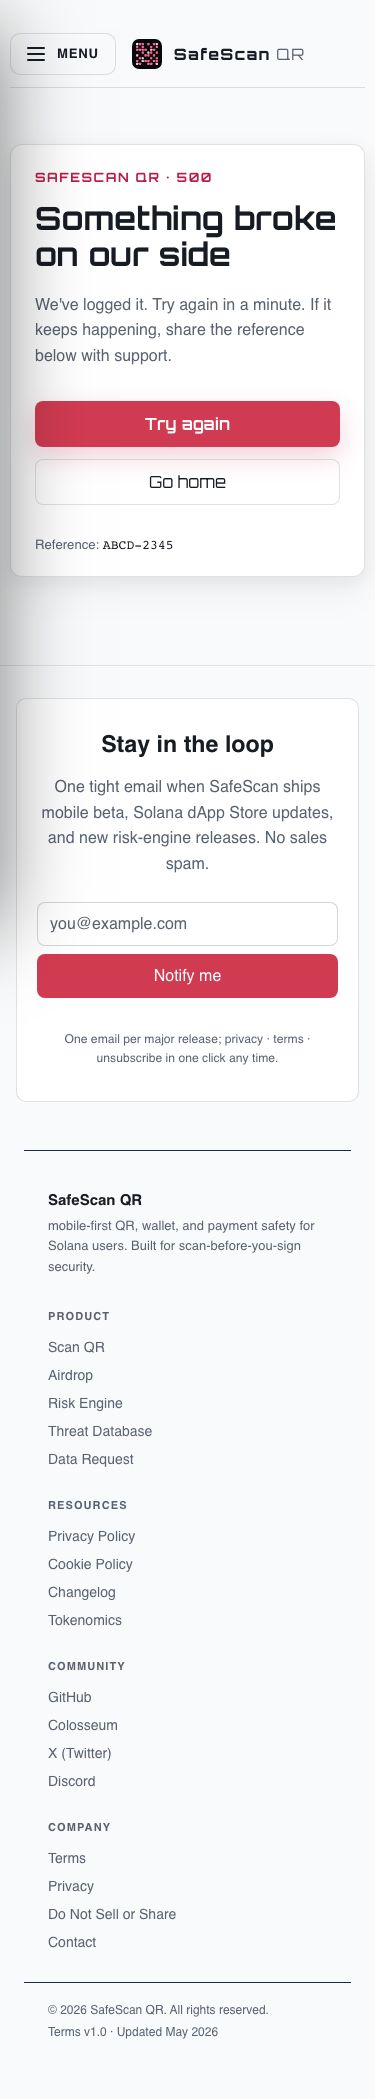 MENU
SafeScan QR
SAFESCAN QR · 500
Something broke
on our side
We've logged it. Try again in a minute. If it
keeps happening, share the reference
below with support.
Try again
Go home
Reference: ABCD-2345
Stay in the loop
One tight email when SafeScan ships
mobile beta, Solana dApp Store updates,
and new risk-engine releases. No sales
spam.
you@example.com
Notify me
One email per major release; privacy · terms ·
unsubscribe in one click any time.
SafeScan QR
mobile-first QR, wallet, and payment safety for
Solana users. Built for scan-before-you-sign
security.
PRODUCT
Scan QR
Airdrop
Risk Engine
Threat Database
Data Request
RESOURCES
Privacy Policy
Cookie Policy
Changelog
Tokenomics
COMMUNITY
GitHub
Colosseum
X (Twitter)
Discord
COMPANY
Terms
Privacy
Do Not Sell or Share
Contact
© 2026 SafeScan QR. All rights reserved.
Terms v1.0 · Updated May 2026